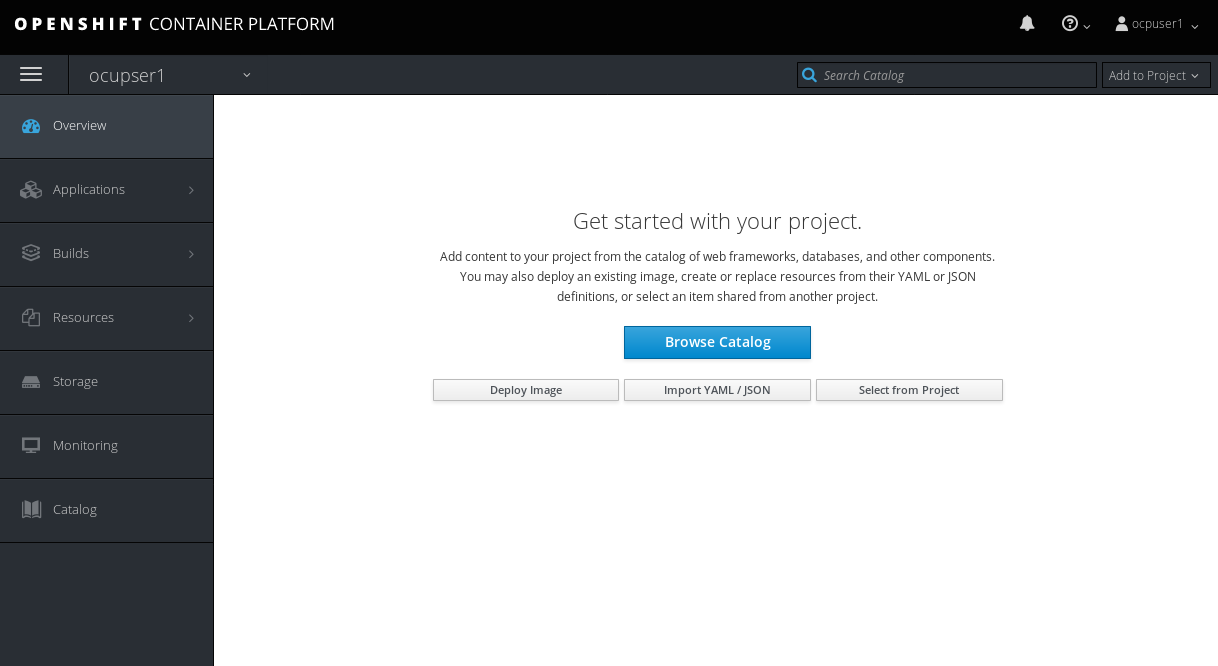 OPENSHIFT CONTAINER PLATFORM
ocpuser1
ocupser1
Search Catalog
Add to Project
Overview
Applications
Builds
Resources
Storage
Monitoring
Catalog
Get started with your project.
Add content to your project from the catalog of web frameworks, databases, and other components.
You may also deploy an existing image, create or replace resources from their YAML or JSON
definitions, or select an item shared from another project.
Browse Catalog
Deploy Image
Import YAML / JSON
Select from Project